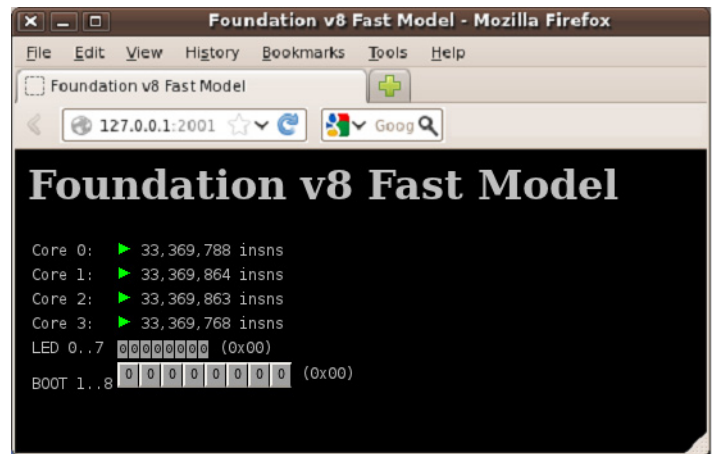 Foundation v8 Fast Model - Mozilla Firefox
File Edit View History Bookmarks Tools Help
Foundation v8 Fast Model
127.0.0.1:2001 Goog
Foundation v8 Fast Model
Core 0: 33,369,788 insns
Core 1: 33,369,864 insns
Core 2: 33,369,863 insns
Core 3: 33,369,768 insns
LED 0..7 00000000 (0x00)
BOOT 1..8 0 0 0 0 0 0 0 0 (0x00)